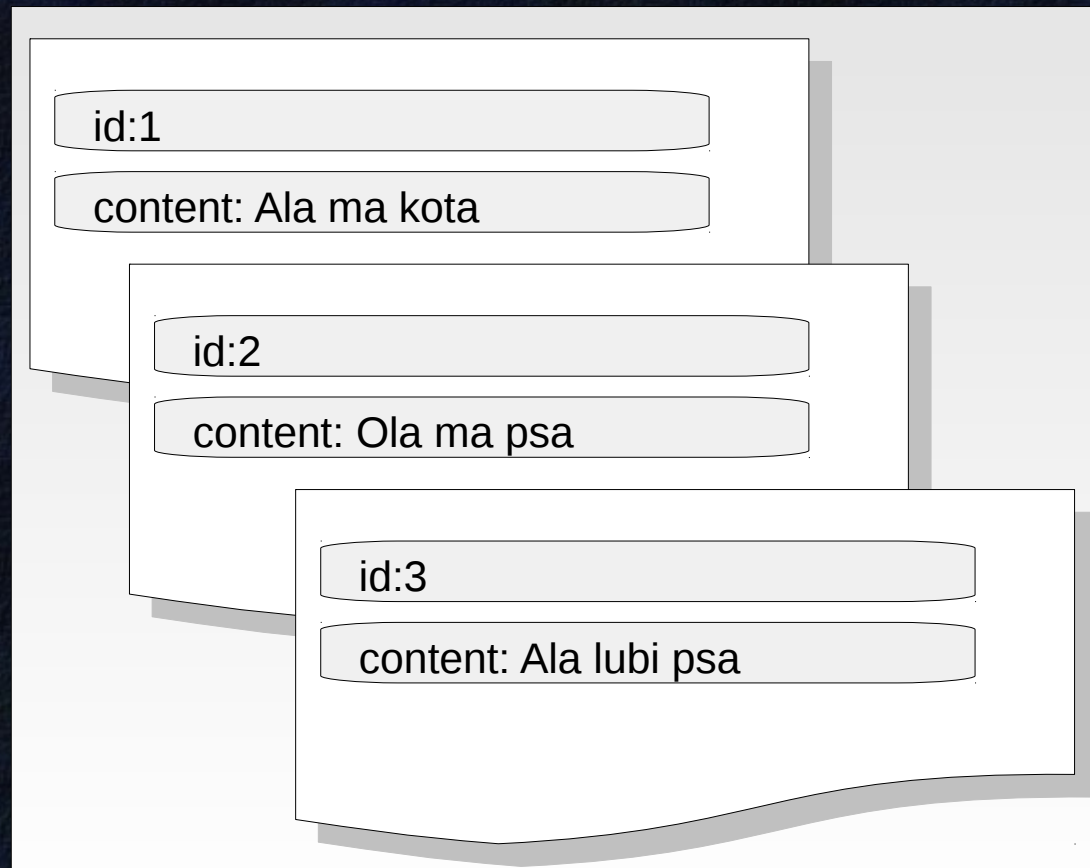 id:1
content: Ala ma kota
id:2
content: Ola ma psa
id:3
content: Ala lubi psa